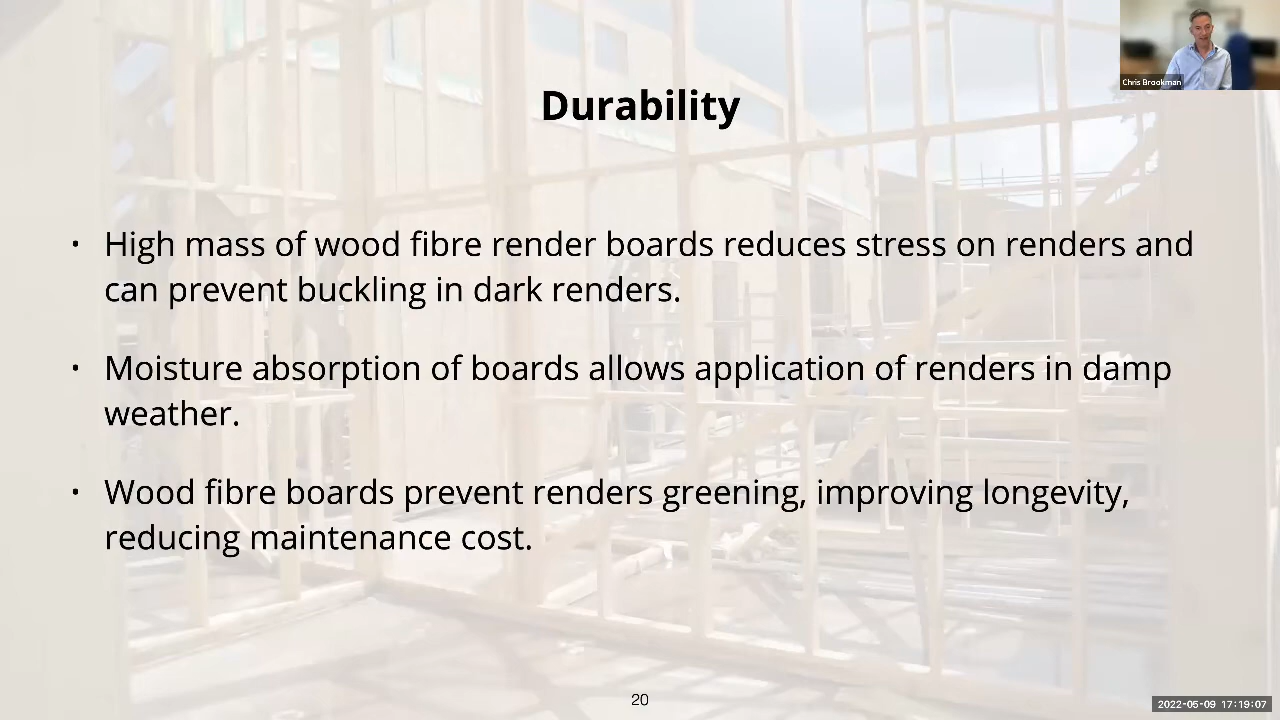 Chris Brookman
Durability
• High mass of wood fibre render boards reduces stress on renders and
can prevent buckling in dark renders.
• Moisture absorption of boards allows application of renders in damp
weather.
• Wood fibre boards prevent renders greening, improving longevity,
reducing maintenance cost.
20
2022-05-09 17:19:07